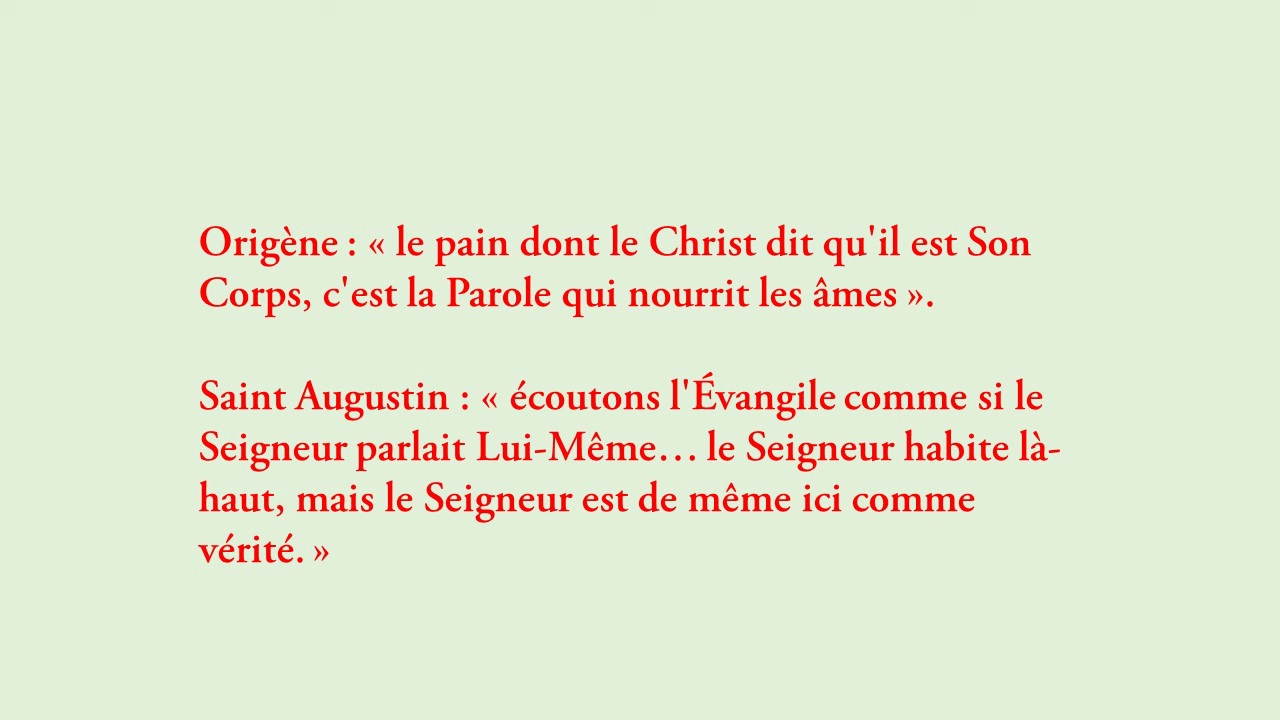 Origène : « le pain dont le Christ dit qu'il est Son
Corps, c'est la Parole qui nourrit les âmes ».
Saint Augustin : « écoutons l'Évangile comme si le
Seigneur parlait Lui-Même… le Seigneur habite là-
haut, mais le Seigneur est de même ici comme
vérité. »